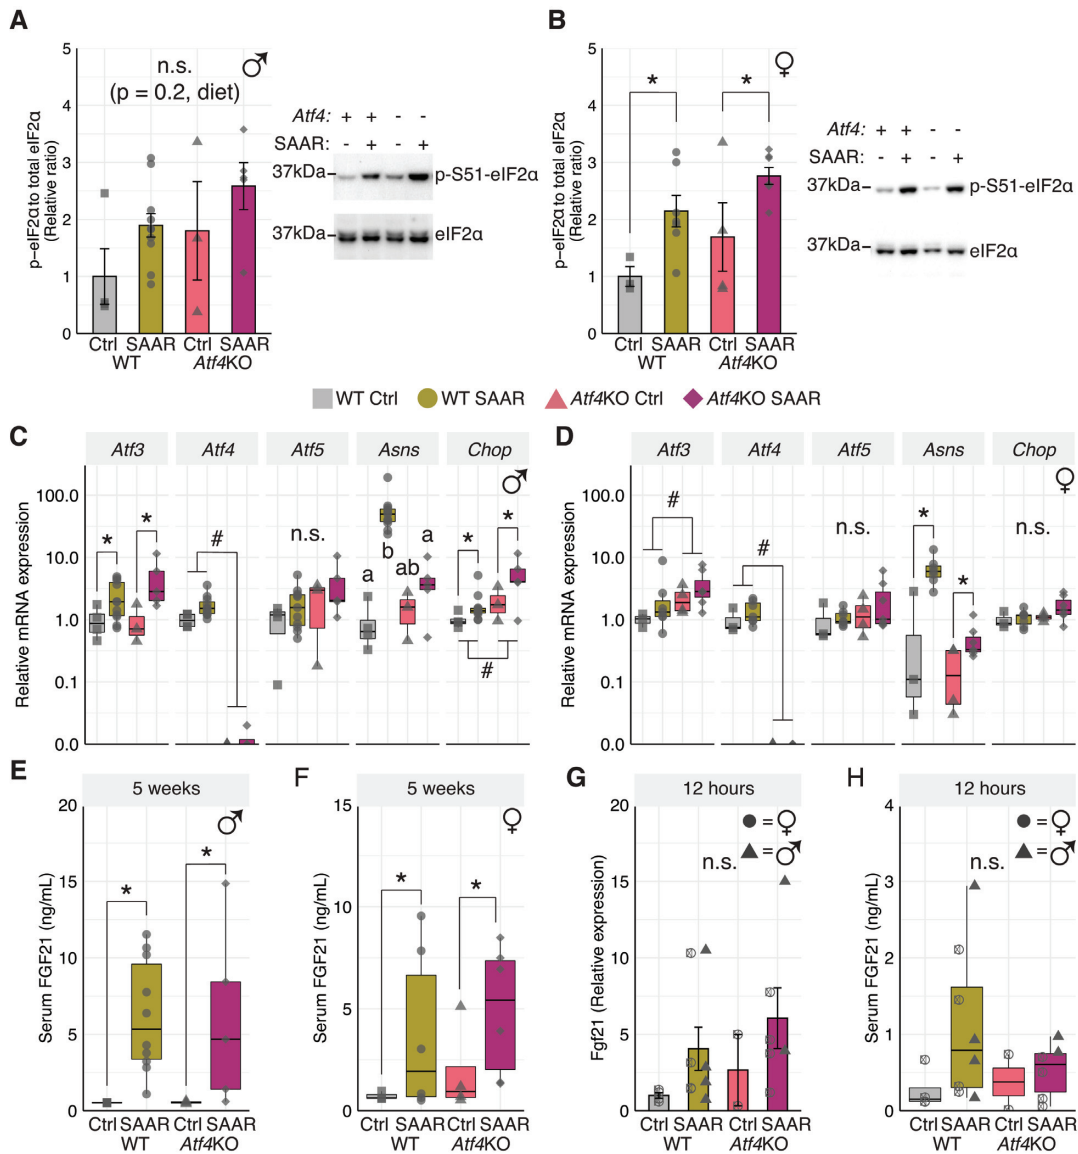 A
5
4
3
2
1
0
p–eIF2α to total eIF2α
(Relative ratio)
n.s.
(p = 0.2, diet)
♂
Ctrl SAAR Ctrl SAAR
WT Atf4KO
Atf4: + + - -
SAAR: - + - +
37kDa p-S51-eIF2α
37kDa eIF2α
B
5
4
3
2
1
0
p–eIF2α to total eIF2α
(Relative ratio)
* *
♀
Ctrl SAAR Ctrl SAAR
WT Atf4KO
Atf4: + + - -
SAAR: - + - +
37kDa p-S51-eIF2α
37kDa eIF2α
WT Ctrl WT SAAR Atf4KO Ctrl Atf4KO SAAR
C
Atf3 Atf4 Atf5 Asns Chop
♂
Relative mRNA expression
100.0
10.0
1.0
0.1
0.0
* * # n.s. a b ab a * * #
D
Atf3 Atf4 Atf5 Asns Chop
♀
Relative mRNA expression
100.0
10.0
1.0
0.1
0.0
# # n.s. * * n.s.
E
5 weeks
♂
Serum FGF21 (ng/mL)
20
15
10
5
0
* *
Ctrl SAAR Ctrl SAAR
WT Atf4KO
F
5 weeks
♀
Serum FGF21 (ng/mL)
15
10
5
0
* *
Ctrl SAAR Ctrl SAAR
WT Atf4KO
G
12 hours
= ♀
= ♂
n.s.
Fgf21 (Relative expression)
20
15
10
5
0
Ctrl SAAR Ctrl SAAR
WT Atf4KO
H
12 hours
= ♀
= ♂
n.s.
Serum FGF21 (ng/mL)
4
3
2
1
0
Ctrl SAAR Ctrl SAAR
WT Atf4KO